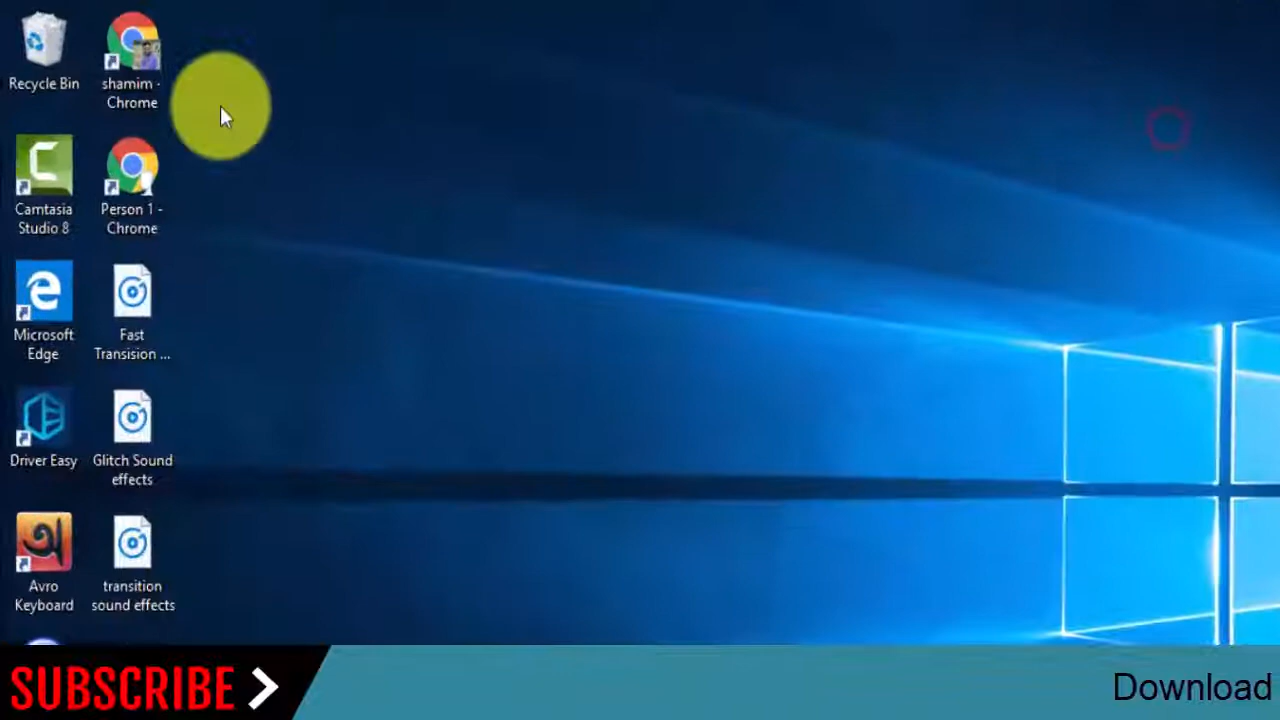 Recycle Bin
shamim -
Chrome
Camtasia
Studio 8
Person 1 -
Chrome
Microsoft
Edge
Fast
Transision ...
Driver Easy
Glitch Sound
effects
Avro
Keyboard
transition
sound effects
SUBSCRIBE
Download